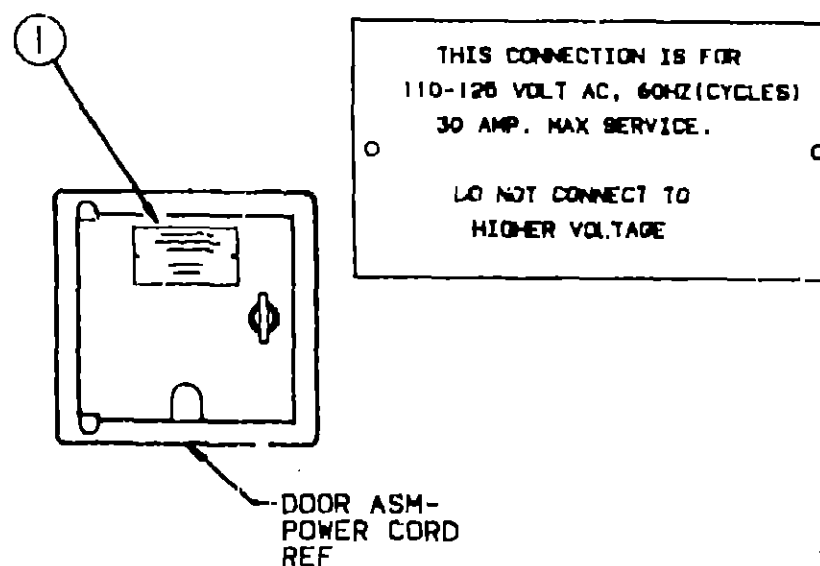 1
THIS CONNECTION IS FOR
110-125 VOLT AC, 60HZ(CYCLES)
30 AMP. MAX SERVICE.
DO NOT CONNECT TO
HIGHER VOLTAGE
DOOR ASM-
POWER CORD
REF